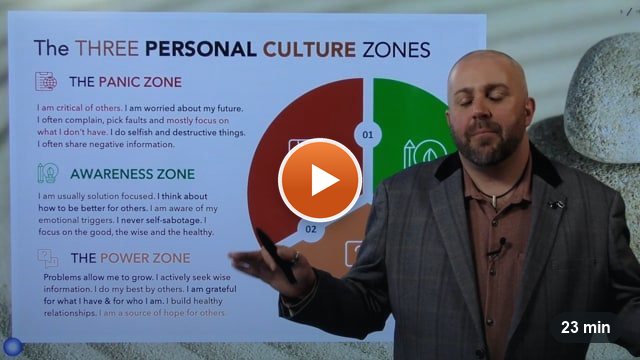 The THREE PERSONAL CULTURE ZONES
THE PANIC ZONE
I am critical of others. I am worried about my future.
I often complain, pick faults and mostly focus on
what I don't have. I do selfish and destructive things.
I often share negative information.
01
AWARENESS ZONE
I am usually solution focused. I think about
how to be better for others. I am aware of my
emotional triggers. I never self-sabotage. I
focus on the good, the wise and the healthy.
02
THE POWER ZONE
Problems allow me to grow. I actively seek wise
information. I do my best by others. I am grateful
for what I have & for who I am. I build healthy
relationships. I am a source of hope for others.
23 min